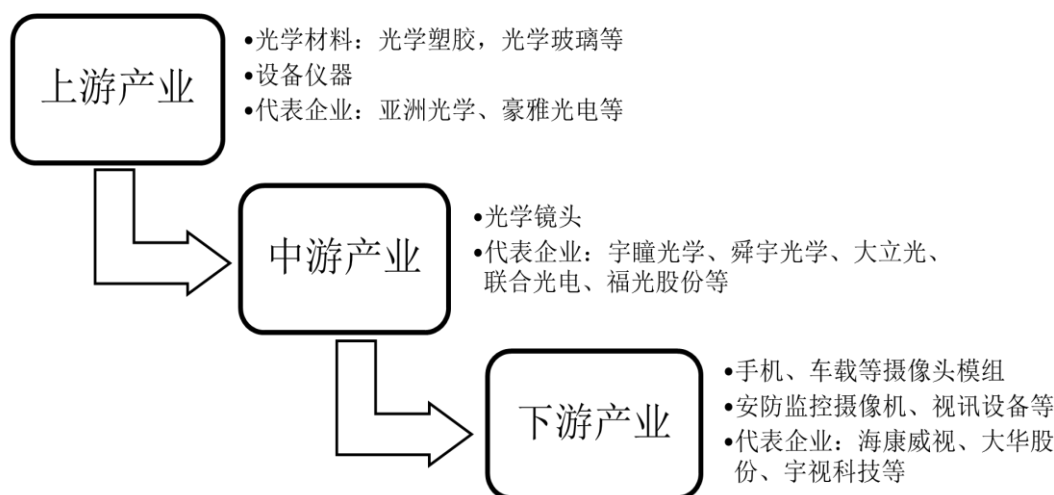 上游产业
•光学材料：光学塑胶，光学玻璃等
•设备仪器
•代表企业：亚洲光学、豪雅光电等
中游产业
•光学镜头
•代表企业：宇瞳光学、舜宇光学、大立光、
联合光电、福光股份等
下游产业
•手机、车载等摄像头模组
•安防监控摄像机、视讯设备等
•代表企业：海康威视、大华股
份、宇视科技等